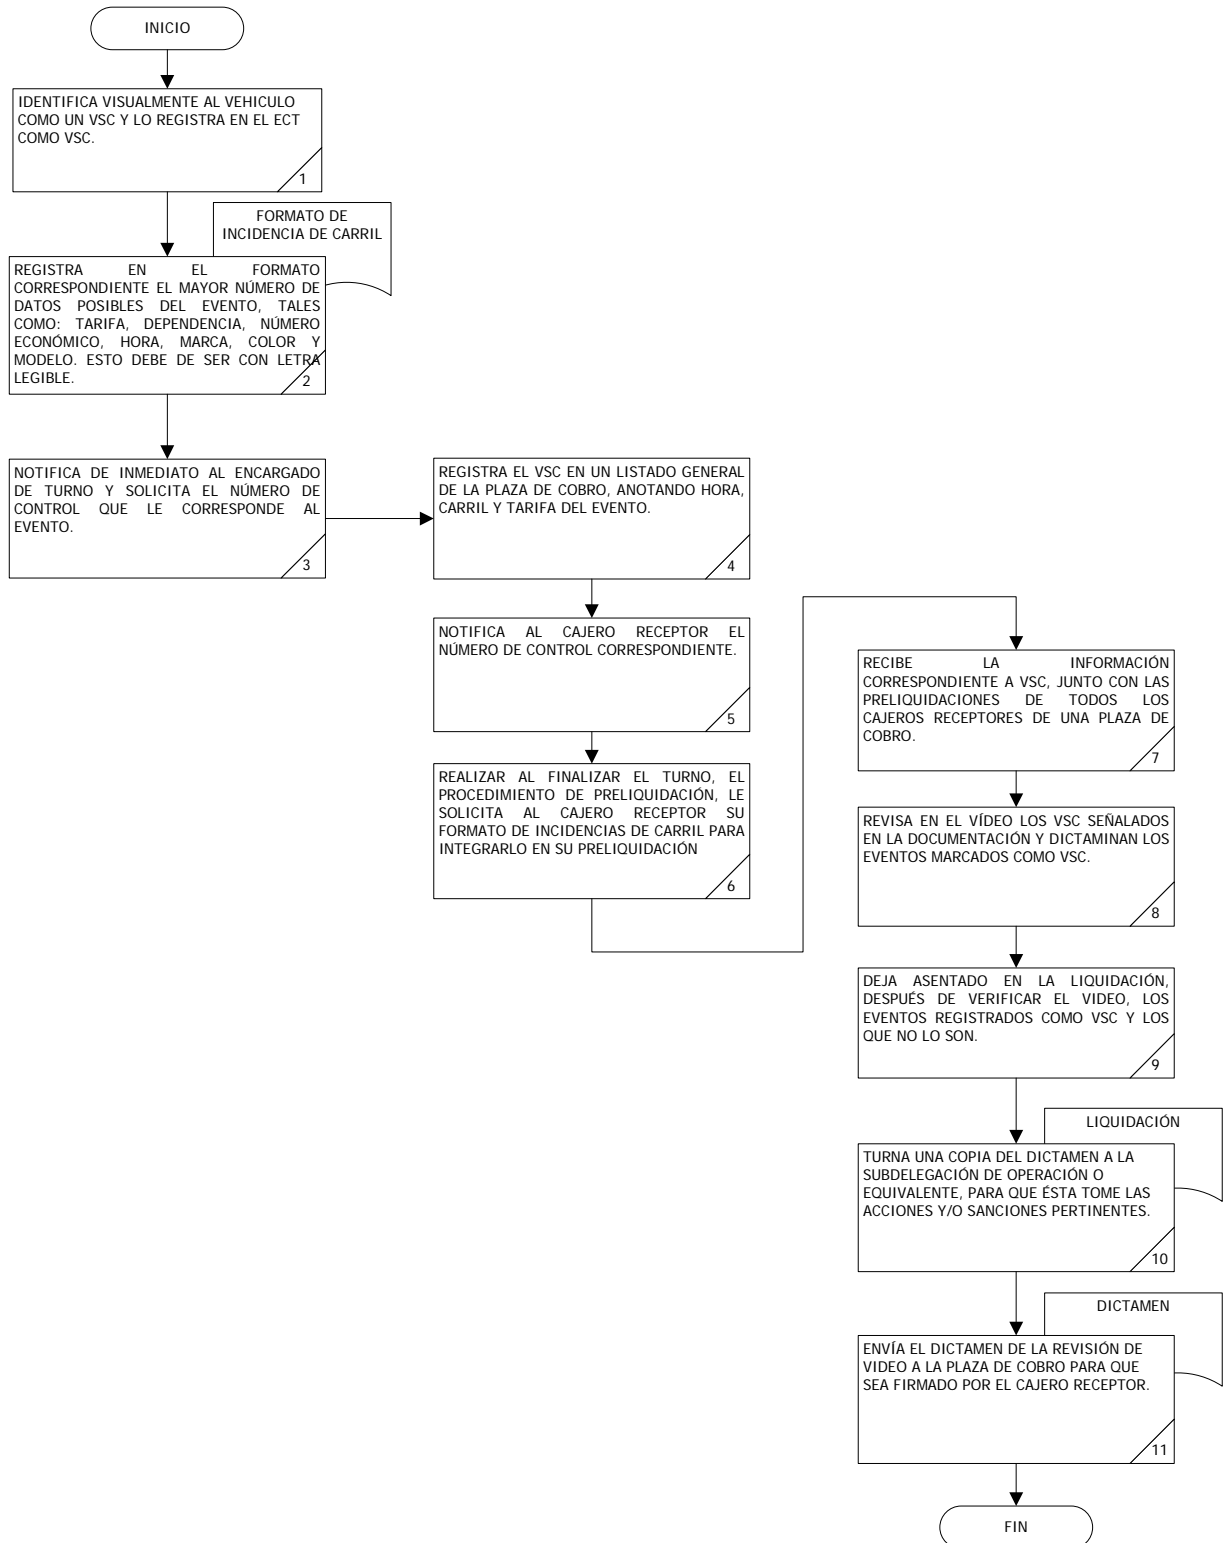 INICIO
IDENTIFICA VISUALMENTE AL VEHICULO
COMO UN VSC Y LO REGISTRA EN EL ECT
COMO VSC.
1
FORMATO DE
INCIDENCIA DE CARRIL
REGISTRA EN EL FORMATO
CORRESPONDIENTE EL MAYOR NÚMERO DE
DATOS POSIBLES DEL EVENTO, TALES
COMO: TARIFA, DEPENDENCIA, NÚMERO
ECONÓMICO, HORA, MARCA, COLOR Y
MODELO. ESTO DEBE DE SER CON LETRA
LEGIBLE.
2
NOTIFICA DE INMEDIATO AL ENCARGADO
DE TURNO Y SOLICITA EL NÚMERO DE
CONTROL QUE LE CORRESPONDE AL
EVENTO.
3
REGISTRA EL VSC EN UN LISTADO GENERAL
DE LA PLAZA DE COBRO, ANOTANDO HORA,
CARRIL Y TARIFA DEL EVENTO.
4
NOTIFICA AL CAJERO RECEPTOR EL
NÚMERO DE CONTROL CORRESPONDIENTE.
5
REALIZAR AL FINALIZAR EL TURNO, EL
PROCEDIMIENTO DE PRELIQUIDACIÓN, LE
SOLICITA AL CAJERO RECEPTOR SU
FORMATO DE INCIDENCIAS DE CARRIL PARA
INTEGRARLO EN SU PRELIQUIDACIÓN
6
RECIBE LA INFORMACIÓN
CORRESPONDIENTE A VSC, JUNTO CON LAS
PRELIQUIDACIONES DE TODOS LOS
CAJEROS RECEPTORES DE UNA PLAZA DE
COBRO.
7
REVISA EN EL VÍDEO LOS VSC SEÑALADOS
EN LA DOCUMENTACIÓN Y DICTAMINAN LOS
EVENTOS MARCADOS COMO VSC.
8
DEJA ASENTADO EN LA LIQUIDACIÓN,
DESPUÉS DE VERIFICAR EL VIDEO, LOS
EVENTOS REGISTRADOS COMO VSC Y LOS
QUE NO LO SON.
9
LIQUIDACIÓN
TURNA UNA COPIA DEL DICTAMEN A LA
SUBDELEGACIÓN DE OPERACIÓN O
EQUIVALENTE, PARA QUE ÉSTA TOME LAS
ACCIONES Y/O SANCIONES PERTINENTES.
10
DICTAMEN
ENVÍA EL DICTAMEN DE LA REVISIÓN DE
VIDEO A LA PLAZA DE COBRO PARA QUE
SEA FIRMADO POR EL CAJERO RECEPTOR.
11
FIN